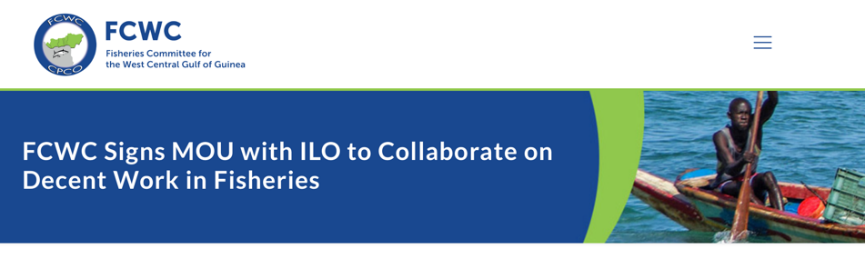 FCWC
CPCO
FCWC
Fisheries Committee for
the West Central Gulf of Guinea
FCWC Signs MOU with ILO to Collaborate on
Decent Work in Fisheries